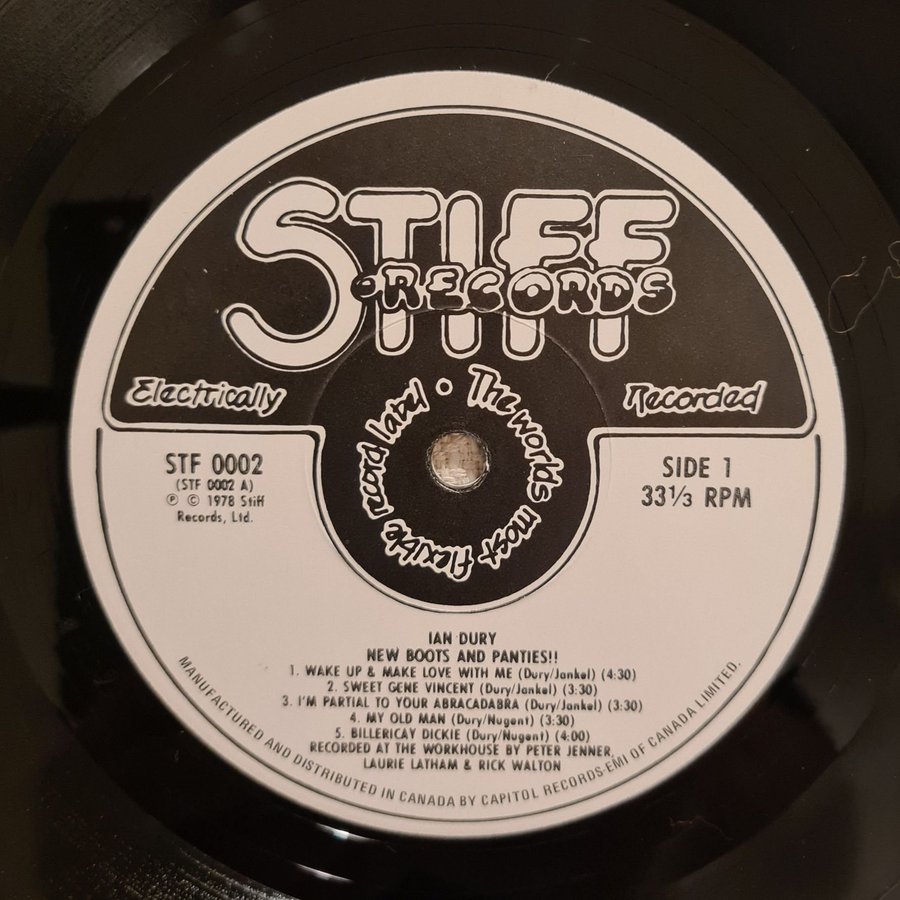 STIFF
RECORDS
Electrically
Recorded
The worlds most flexible record label •
STF 0002
(STF 0002 A)
℗ © 1978 Stiff
Records, Ltd.
SIDE 1
33⅓ RPM
IAN DURY
NEW BOOTS AND PANTIES!!
1. WAKE UP & MAKE LOVE WITH ME (Dury/Jankel) (4:30)
2. SWEET GENE VINCENT (Dury/Jankel) (3:30)
3. I'M PARTIAL TO YOUR ABRACADABRA (Dury/Jankel) (3:30)
4. MY OLD MAN (Dury/Nugent) (3:30)
5. BILLERICAY DICKIE (Dury/Nugent) (4:00)
RECORDED AT THE WORKHOUSE BY PETER JENNER,
LAURIE LATHAM & RICK WALTON
MANUFACTURED AND DISTRIBUTED IN CANADA BY CAPITOL RECORDS-EMI OF CANADA LIMITED.